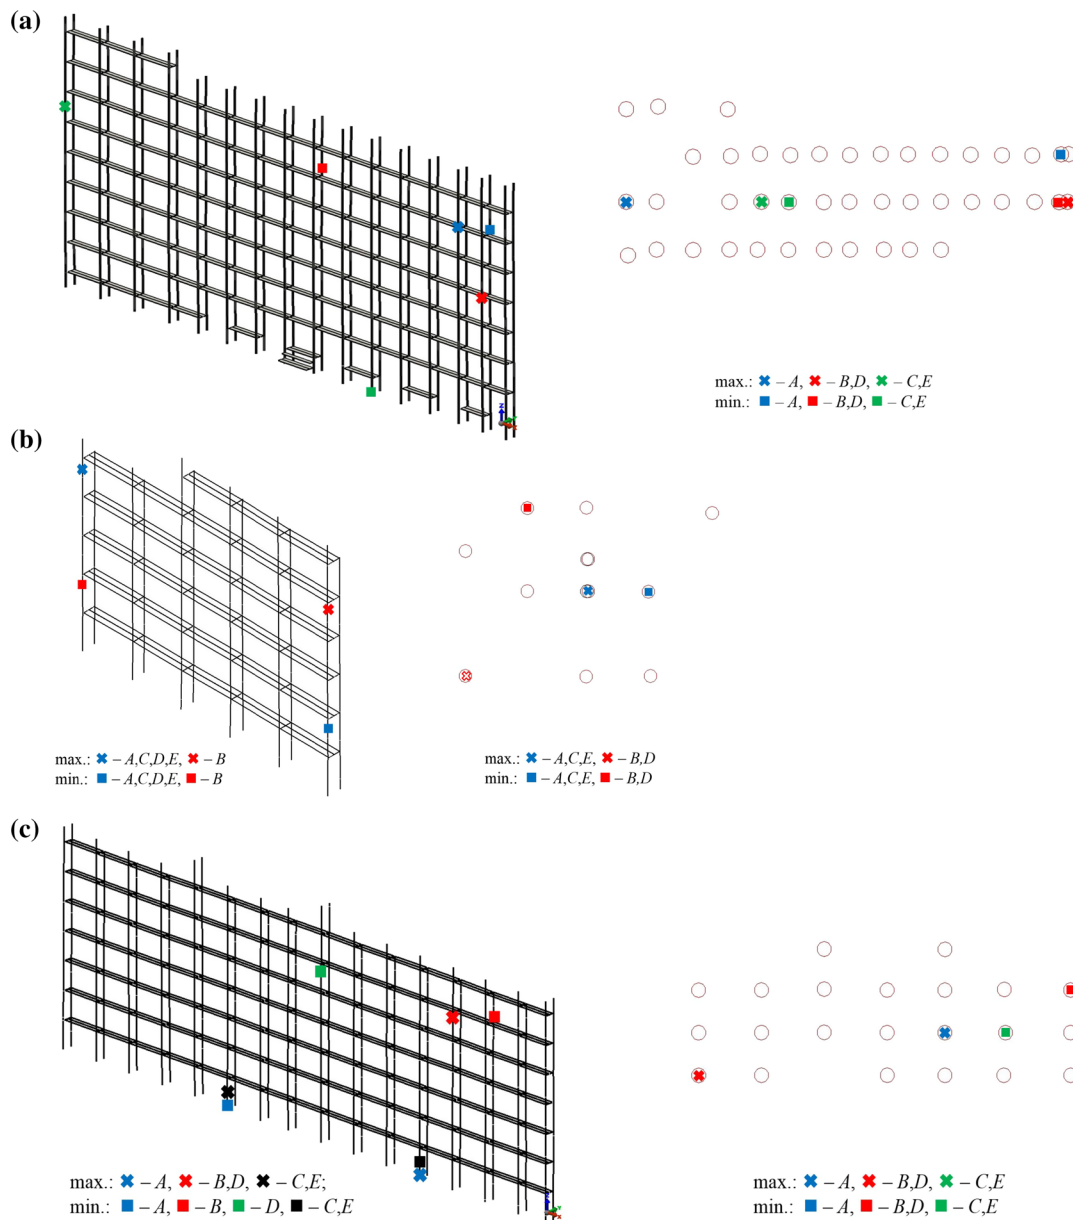 (a)
max.: – A, – B,D, – C,E
min.: – A, – B,D, – C,E
Z
(b)
max.: – A,C,D,E, – B
min.: – A,C,D,E, – B
max.: – A,C,E, – B,D
min.: – A,C,E, – B,D
(c)
max.: – A, – B,D, – C,E;
min.: – A, – B, – D, – C,E
max.: – A, – B,D, – C,E
min.: – A, – B,D, – C,E